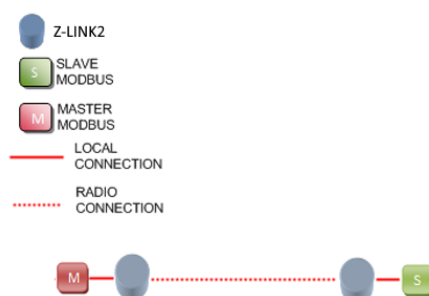 Z-LINK2
S
SLAVE
MODBUS
M
MASTER
MODBUS
LOCAL
CONNECTION
RADIO
CONNECTION
M
S